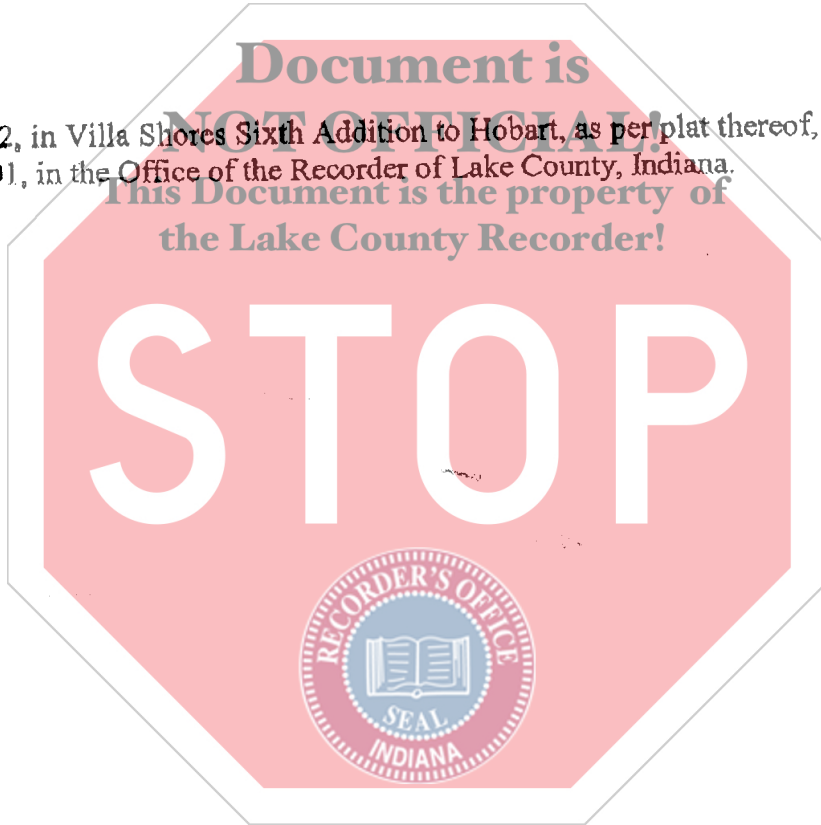 Document is
NOT OFFICIAL!
2, in Villa Shores Sixth Addition to Hobart, as per plat thereof,
1, in the Office of the Recorder of Lake County, Indiana.
This Document is the property of
the Lake County Recorder!
STOP
RECORDER'S OFFICE
SEAL
INDIANA